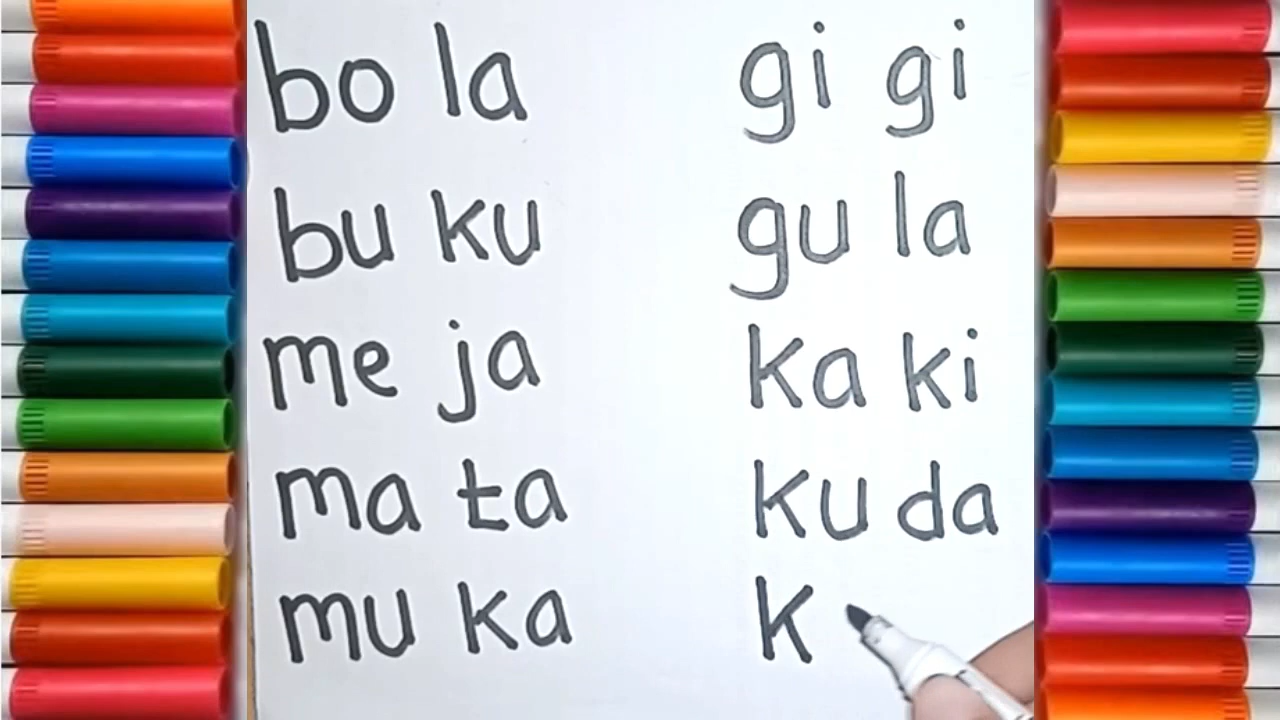 bo la
bu ku
me ja
ma ta
mu ka
gi gi
gu la
ka ki
ku da
k